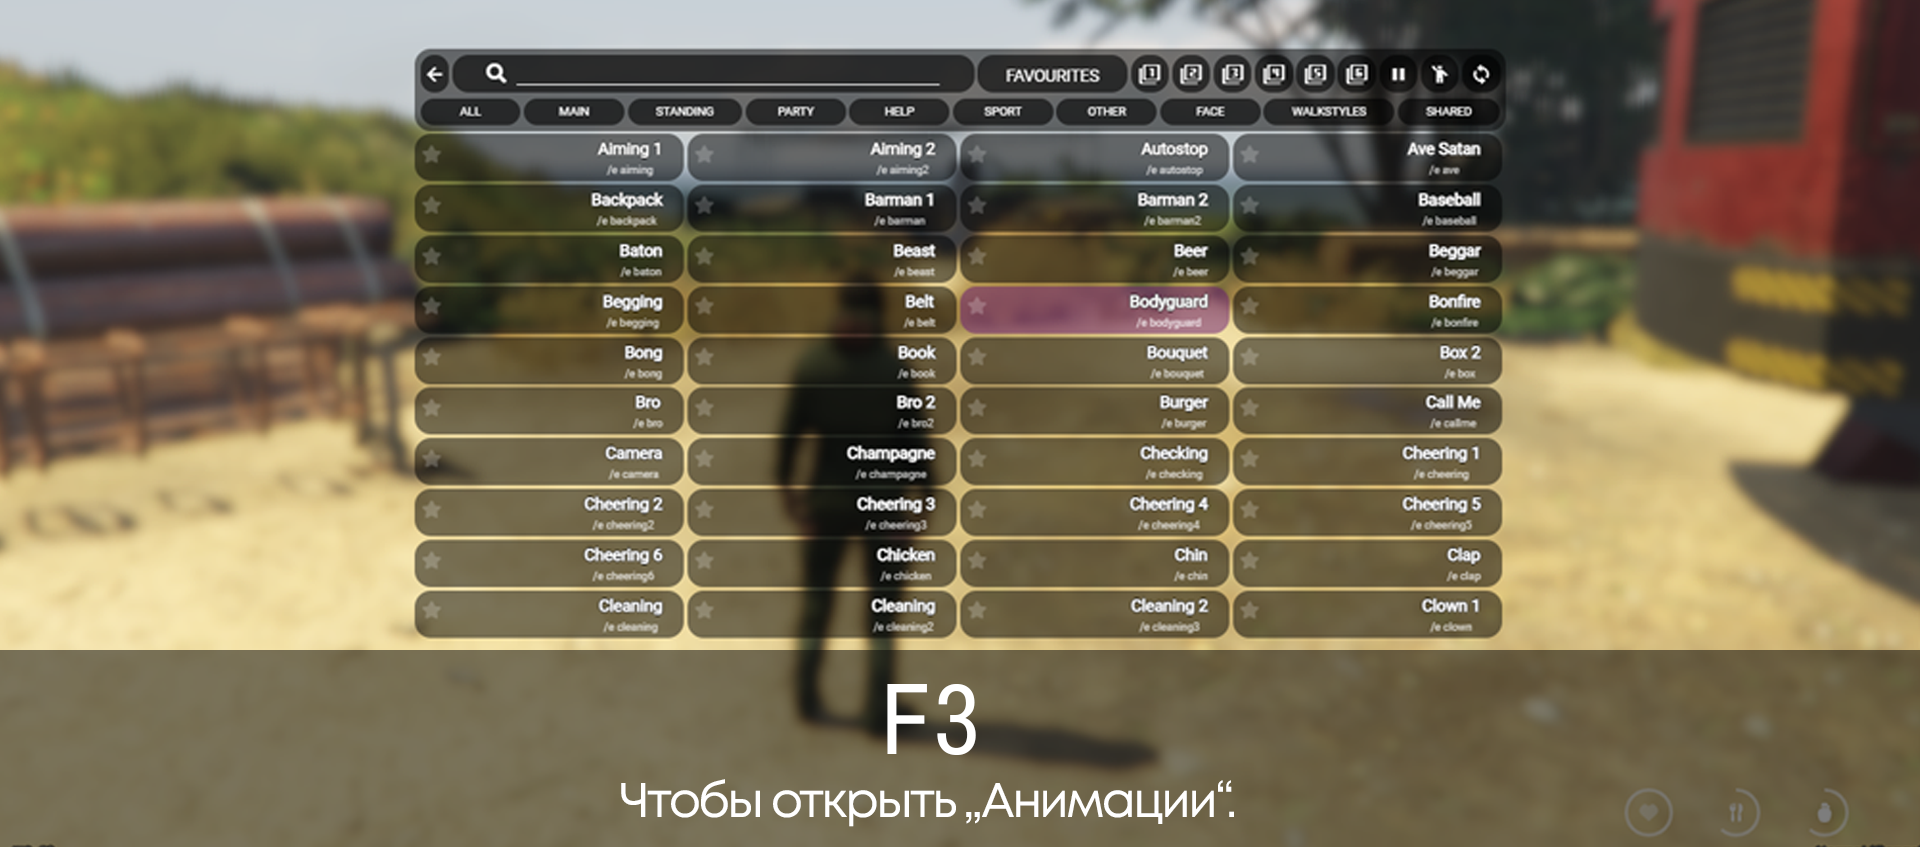 FAVOURITES 1 2 3 4 5 6
ALL MAIN STANDING PARTY HELP SPORT OTHER FACE WALKSTYLES SHARED
Aiming 1 Aiming 2 Autostop Ave Satan
/e aiming /e aiming2 /e autostop /e ave
Backpack Barman 1 Barman 2 Baseball
/e backpack /e barman /e barman2 /e baseball
Baton Beast Beer Beggar
/e baton /e beast /e beer /e beggar
Begging Belt Bodyguard Bonfire
/e begging /e belt /e bodyguard /e bonfire
Bong Book Bouquet Box 2
/e bong /e book /e bouquet /e box
Bro Bro 2 Burger Call Me
/e bro /e bro2 /e burger /e callme
Camera Champagne Checking Cheering 1
/e camera /e champagne /e checking /e cheering
Cheering 2 Cheering 3 Cheering 4 Cheering 5
/e cheering2 /e cheering3 /e cheering4 /e cheering5
Cheering 6 Chicken Chin Clap
/e cheering6 /e chicken /e chin /e clap
Cleaning Cleaning Cleaning 2 Clown 1
/e cleaning /e cleaning2 /e cleaning3 /e clown
F3
Чтобы открыть „Анимации“.